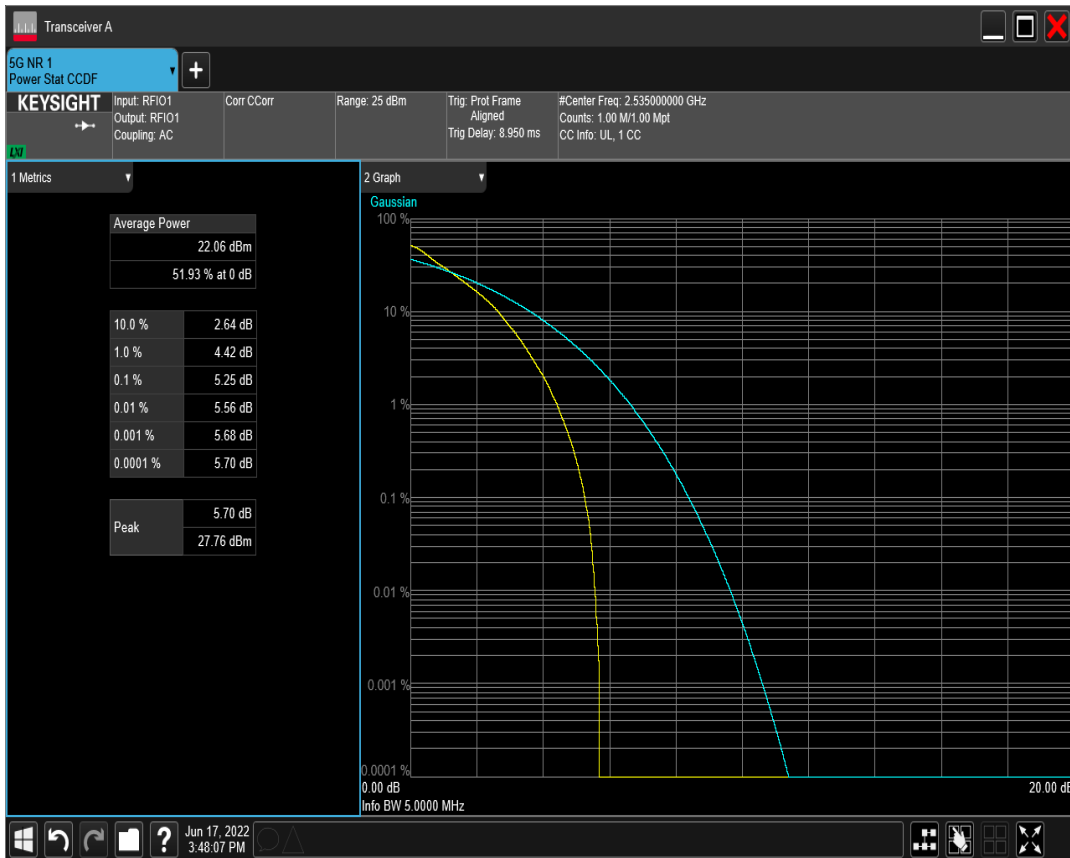 Transceiver A
5G NR 1
Power Stat CCDF
+
KEYSIGHT
LXI
Input: RFIO1
Output: RFIO1
Coupling: AC
Corr CCorr
Range: 25 dBm
Trig: Prot Frame
Aligned
Trig Delay: 8.950 ms
#Center Freq: 2.535000000 GHz
Counts: 1.00 M/1.00 Mpt
CC Info: UL, 1 CC
1 Metrics
Average Power
22.06 dBm
51.93 % at 0 dB
10.0 % 2.64 dB
1.0 % 4.42 dB
0.1 % 5.25 dB
0.01 % 5.56 dB
0.001 % 5.68 dB
0.0001 % 5.70 dB
Peak
5.70 dB
27.76 dBm
2 Graph
Gaussian
100 %
10 %
1 %
0.1 %
0.01 %
0.001 %
0.0001 %
0.00 dB 20.00 dB
Info BW 5.0000 MHz
?
Jun 17, 2022
3:48:07 PM